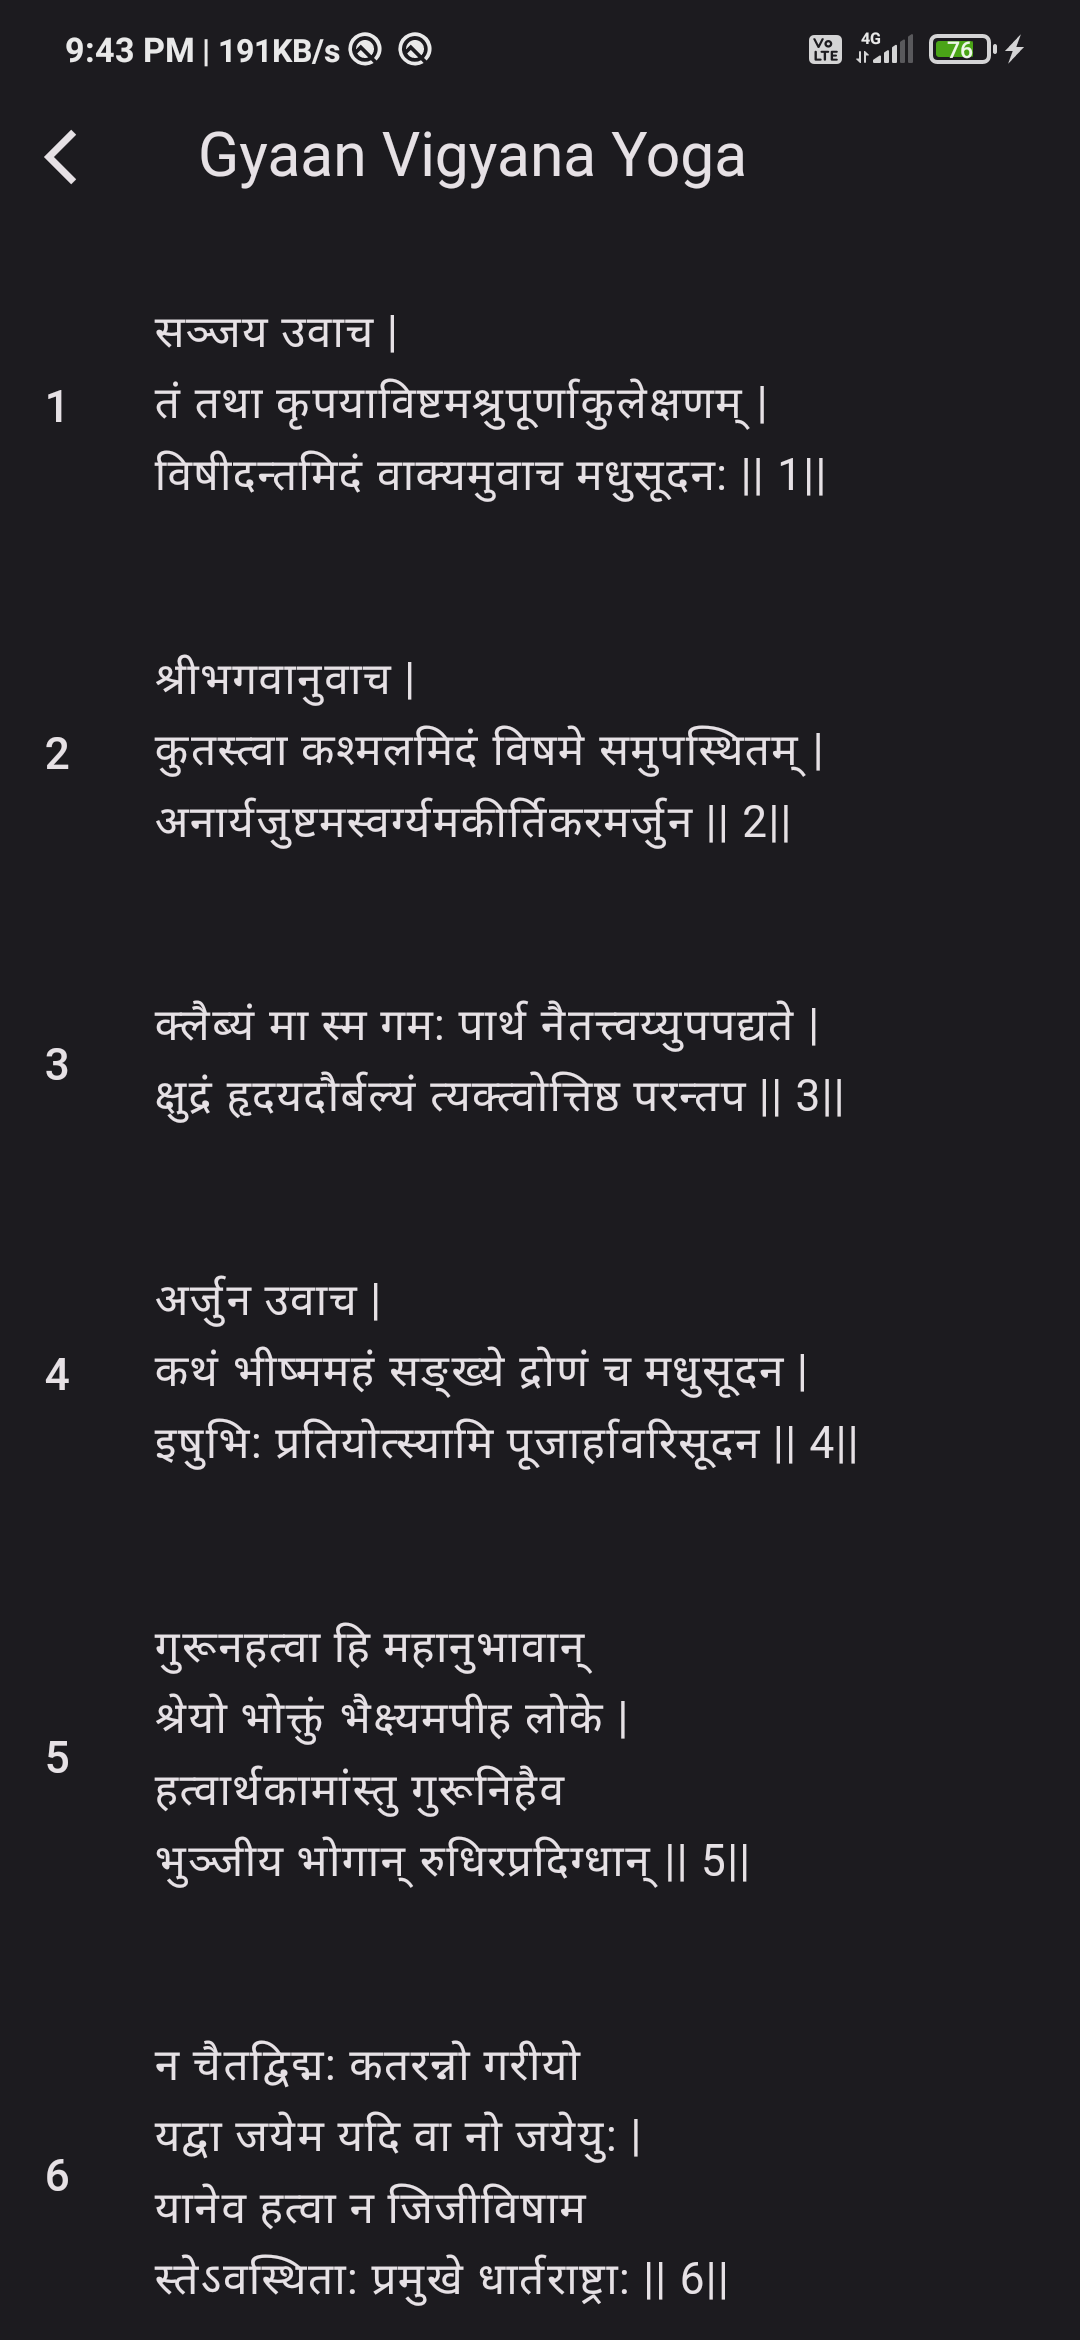 9:43 PM | 191KB/s Vo LTE 4G 76
Gyaan Vigyana Yoga
सञ्जय उवाच |
1 तं तथा कृपयाविष्टमश्रुपूर्णाकुलेक्षणम् |
विषीदन्तमिदं वाक्यमुवाच मधुसूदन: || 1||
श्रीभगवानुवाच |
2 कुतस्त्वा कश्मलमिदं विषमे समुपस्थितम् |
अनार्यजुष्टमस्वर्ग्यमकीर्तिकरमर्जुन || 2||
3 क्लैब्यं मा स्म गम: पार्थ नैतत्त्वय्युपपद्यते |
क्षुद्रं हृदयदौर्बल्यं त्यक्त्वोत्तिष्ठ परन्तप || 3||
अर्जुन उवाच |
4 कथं भीष्ममहं सङ्ख्ये द्रोणं च मधुसूदन |
इषुभि: प्रतियोत्स्यामि पूजार्हावरिसूदन || 4||
गुरूनहत्वा हि महानुभावान्
श्रेयो भोक्तुं भैक्ष्यमपीह लोके |
5 हत्वार्थकामांस्तु गुरूनिहैव
भुञ्जीय भोगान् रुधिरप्रदिग्धान् || 5||
न चैतद्विद्म: कतरन्नो गरीयो
यद्वा जयेम यदि वा नो जयेयु: |
6 यानेव हत्वा न जिजीविषाम
स्तेऽवस्थिता: प्रमुखे धार्तराष्ट्रा: || 6||